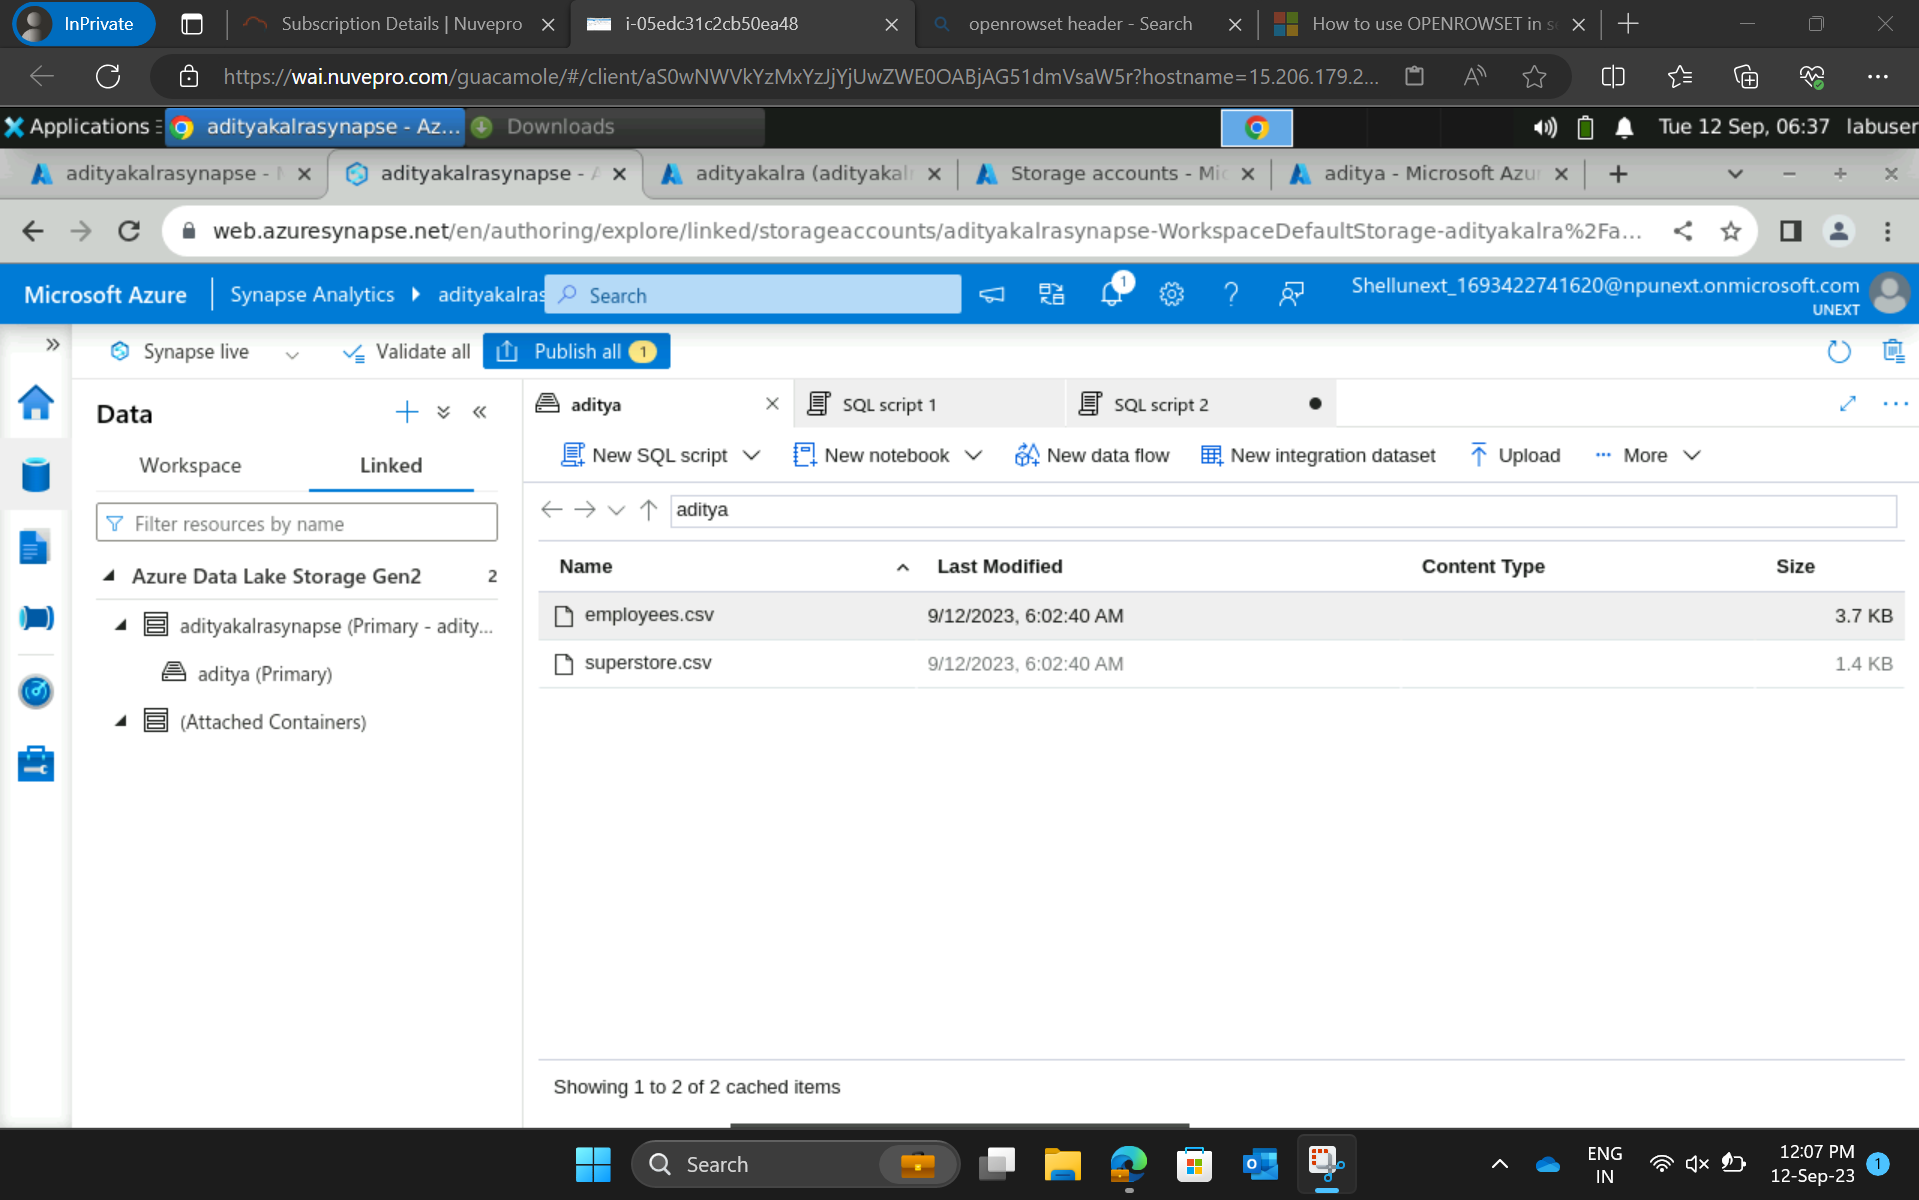 InPrivate
Subscription Details | Nuvepro
i-05edc31c2cb50ea48
openrowset header - Search
How to use OPENROWSET in s
https://wai.nuvepro.com/guacamole/#/client/aS0wNWVkYzMxYzJjYjUwZWE0OABjAG51dmVsaW5r?hostname=15.206.179.2...
Applications
adityakalrasynapse - Az...
Downloads
Tue 12 Sep, 06:37
labuser
adityakalrasynapse -
adityakalrasynapse -
adityakalra (adityakal
Storage accounts - Mi
aditya - Microsoft Azu
web.azuresynapse.net/en/authoring/explore/linked/storageaccounts/adityakalrasynapse-WorkspaceDefaultStorage-adityakalra%2Fa...
Microsoft Azure
Synapse Analytics
adityakalras
Search
1
Shellunext_1693422741620@npunext.onmicrosoft.com
UNEXT
Synapse live
Validate all
Publish all 1
Data
Workspace
Linked
Filter resources by name
Azure Data Lake Storage Gen2 2
adityakalrasynapse (Primary - adity...
aditya (Primary)
(Attached Containers)
aditya
SQL script 1
SQL script 2
New SQL script
New notebook
New data flow
New integration dataset
Upload
More
aditya
Name Last Modified Content Type Size
employees.csv 9/12/2023, 6:02:40 AM 3.7 KB
superstore.csv 9/12/2023, 6:02:40 AM 1.4 KB
Showing 1 to 2 of 2 cached items
Search
ENG
IN
12:07 PM
12-Sep-23
1